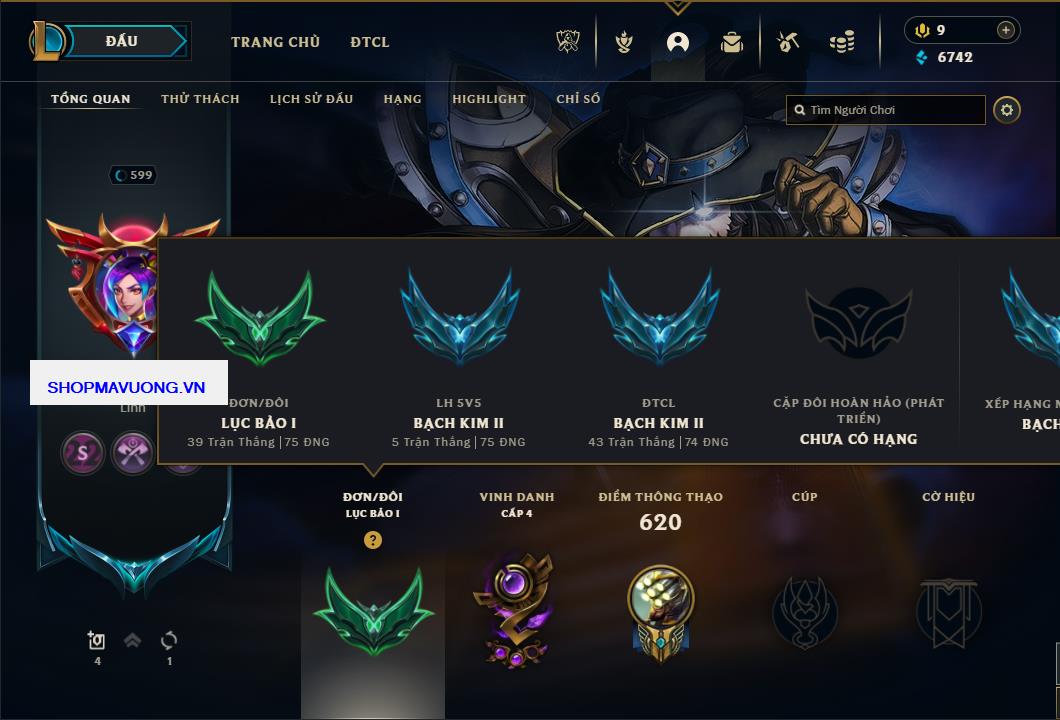 ĐẤU
TRANG CHỦ
ĐTCL
9
6742
TỔNG QUAN
THỬ THÁCH
LỊCH SỬ ĐẤU
HẠNG
HIGHLIGHT
CHỈ SỐ
Tìm Người Chơi
599
SHOPMAVUONG.VN
Linh
S
ĐƠN/ĐÔI
LỤC BẢO I
39 Trận Thắng | 75 ĐNG
LH 5V5
BẠCH KIM II
5 Trận Thắng | 75 ĐNG
ĐTCL
BẠCH KIM II
43 Trận Thắng | 74 ĐNG
CẶP ĐÔI HOÀN HẢO (PHÁT
TRIỂN)
CHƯA CÓ HẠNG
XẾP HẠNG
BẠCH
ĐƠN/ĐÔI
LỤC BẢO I
?
VINH DANH
CẤP 4
ĐIỂM THÔNG THẠO
620
CÚP
CỜ HIỆU
4
1